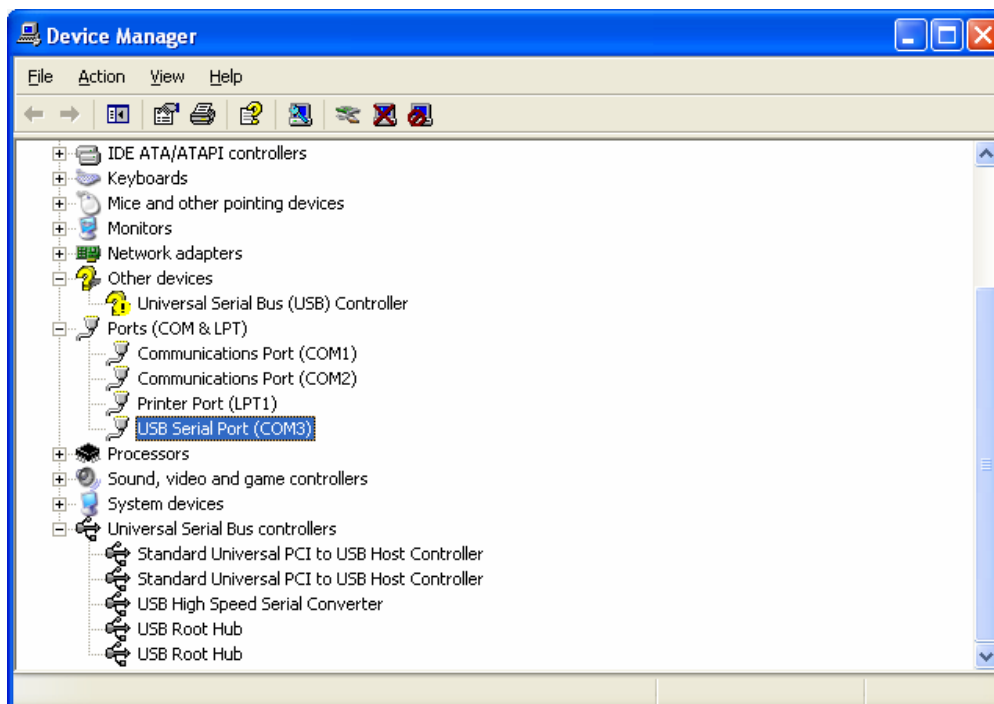 Device Manager
File Action View Help
IDE ATA/ATAPI controllers
Keyboards
Mice and other pointing devices
Monitors
Network adapters
Other devices
Universal Serial Bus (USB) Controller
Ports (COM & LPT)
Communications Port (COM1)
Communications Port (COM2)
Printer Port (LPT1)
USB Serial Port (COM3)
Processors
Sound, video and game controllers
System devices
Universal Serial Bus controllers
Standard Universal PCI to USB Host Controller
Standard Universal PCI to USB Host Controller
USB High Speed Serial Converter
USB Root Hub
USB Root Hub